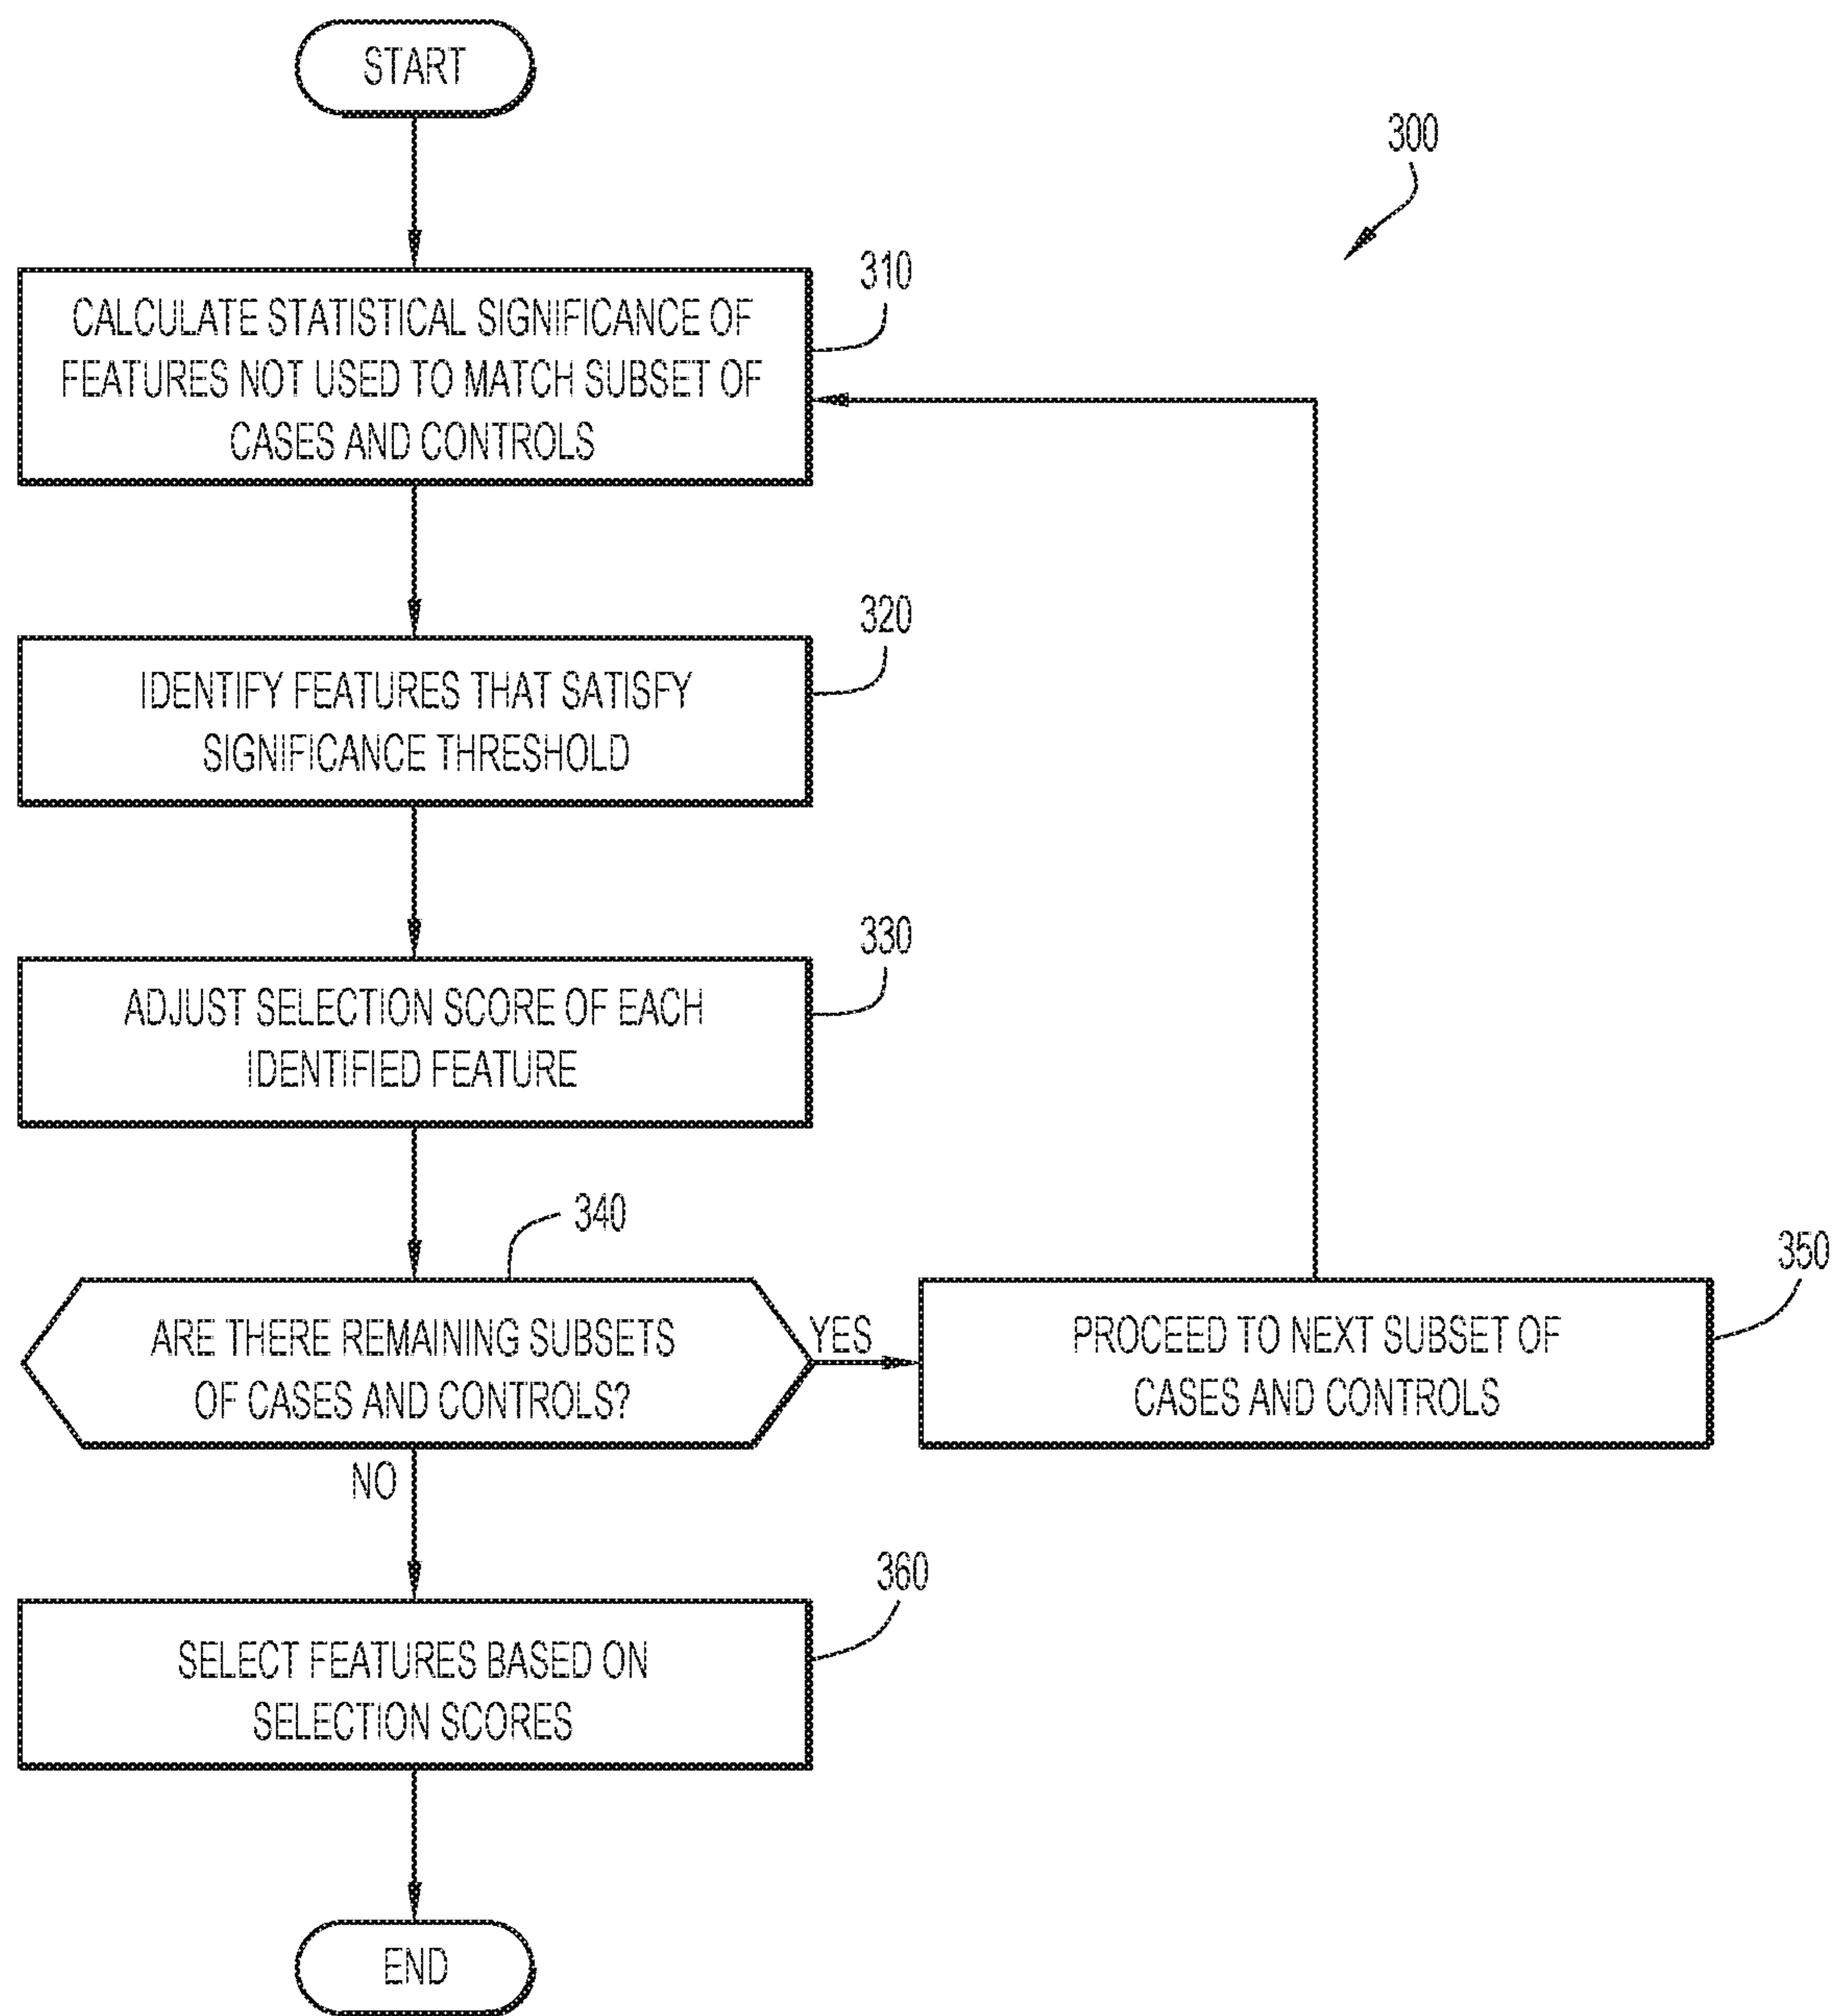 START
300
310
CALCULATE STATISTICAL SIGNIFICANCE OF
FEATURES NOT USED TO MATCH SUBSET OF
CASES AND CONTROLS
320
IDENTIFY FEATURES THAT SATISFY
SIGNIFICANCE THRESHOLD
330
ADJUST SELECTION SCORE OF EACH
IDENTIFIED FEATURE
340
ARE THERE REMAINING SUBSETS
OF CASES AND CONTROLS?
YES
350
PROCEED TO NEXT SUBSET OF
CASES AND CONTROLS
NO
360
SELECT FEATURES BASED ON
SELECTION SCORES
END